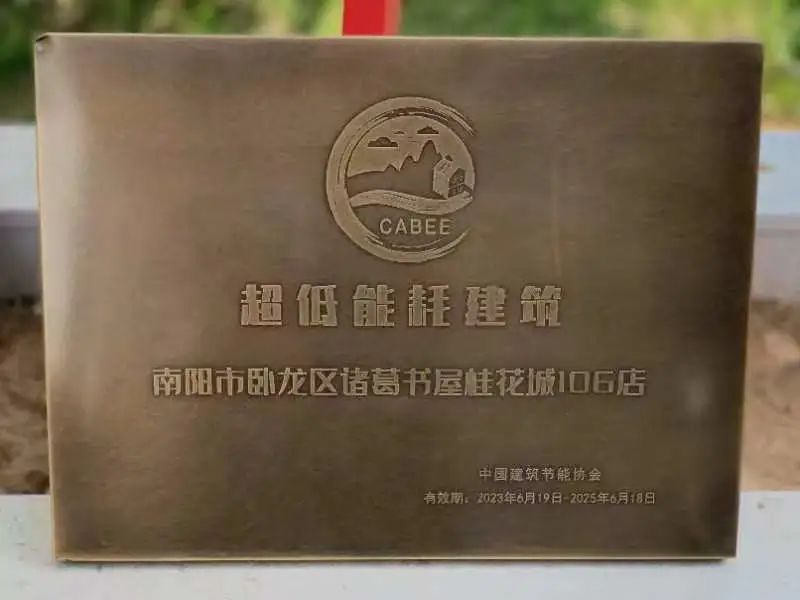 CABEE
超低能耗建筑
南阳市卧龙区诸葛书屋桂花城106店
中国建筑节能协会
有效期：2023年6月19日-2025年6月18日